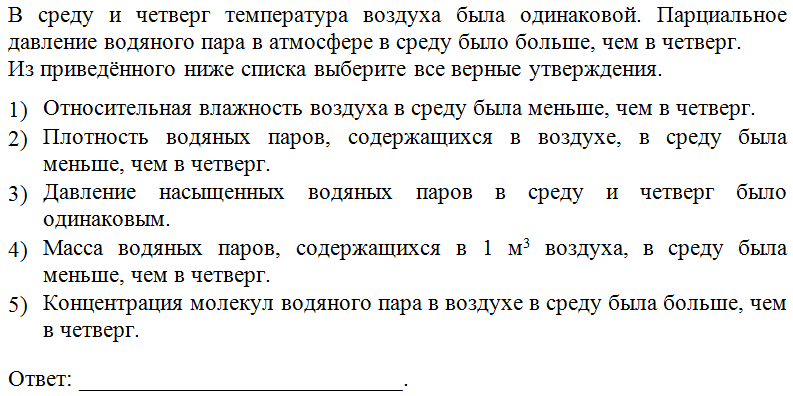 В среду и четверг температура воздуха была одинаковой. Парциальное
давление водяного пара в атмосфере в среду было больше, чем в четверг.
Из приведённого ниже списка выберите все верные утверждения.
1) Относительная влажность воздуха в среду была меньше, чем в четверг.
2) Плотность водяных паров, содержащихся в воздухе, в среду была
меньше, чем в четверг.
3) Давление насыщенных водяных паров в среду и четверг было
одинаковым.
4) Масса водяных паров, содержащихся в 1 м³ воздуха, в среду была
меньше, чем в четверг.
5) Концентрация молекул водяного пара в воздухе в среду была больше, чем
в четверг.
Ответ: ____________________________.